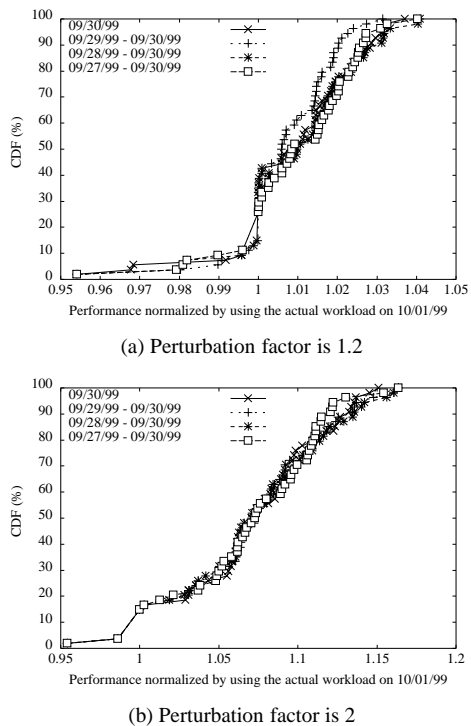 100
90
80
70
60
50
40
30
20
10
0
CDF (%)
09/30/99
09/29/99 - 09/30/99
09/28/99 - 09/30/99
09/27/99 - 09/30/99
0.95 0.96 0.97 0.98 0.99 1 1.01 1.02 1.03 1.04 1.05
Performance normalized by using the actual workload on 10/01/99
(a) Perturbation factor is 1.2
100
90
80
70
60
50
40
30
20
10
0
CDF (%)
09/30/99
09/29/99 - 09/30/99
09/28/99 - 09/30/99
09/27/99 - 09/30/99
0.95 1 1.05 1.1 1.15 1.2
Performance normalized by using the actual workload on 10/01/99
(b) Perturbation factor is 2